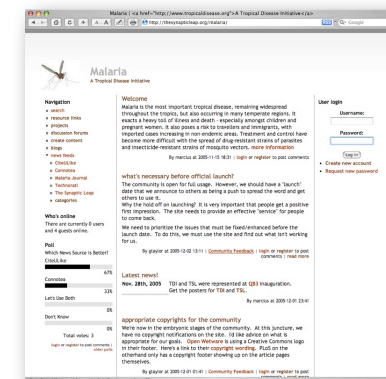 Malaria | <a href="http://www.tropicaldisease.org">A Tropical Disease Initiative</a>
http://thesynapticleap.org/malaria/
Google
Malaria
A Tropical Disease Initiative
Navigation
search
resource links
projects
discussion forums
create content
blogs
news feeds
CiteULike
Connotea
Malaria Journal
Technorati
The Synaptic Leap
categories
Who's online
There are currently 0 users
and 4 guests online.
Poll
Which News Source is Better?
CiteULike
67%
Connotea
33%
Let's Use Both
0%
Don't Know
0%
Total votes: 3
login or register to post comments |
older polls
Welcome
Malaria is the most important tropical disease, remaining widespread
throughout the tropics, but also occurring in many temperate regions. It
exacts a heavy toll of illness and death - especially amongst children and
pregnant women. It also poses a risk to travellers and immigrants, with
imported cases increasing in non-endemic areas. Treatment and control have
become more difficult with the spread of drug-resistant strains of parasites
and insecticide-resistant strains of mosquito vectors. more information
By marcius at 2005-11-15 18:31 | login or register to post comments
what's necessary before official launch?
The community is open for full usage. However, we should have a "launch"
date that we announce to others as being a push to spread the word and get
others to use it.
Why the hold off on launching? It is very important that people get a positive
first impression. The site needs to provide an effective "service" for people
to come back.
We need to prioritize the issues that must be fixed/enhanced before the
launch date. To do this, we must use the site and find out what isn't working
for us.
By gtaylor at 2005-12-02 13:11 | Community Feedback | login or register to post
comments | read more
Latest news!
Nov. 28th, 2005 TDI and TSL were represented at QB3 inauguration.
Get the posters for TDI and TSL.
By marcius at 2005-12-01 23:41
appropriate copyrights for the community
We're now in the embryonic stages of the community. At this juncture, we
have no copyright notifications on the site. I'd like advice on what is
appropriate for our goals. Open Wetware is using a Creative Commons logo
in their footer. Here's a link to their copyright wording. PLoS on the
otherhand only has a copyright footer showing up on the article pages
themselves.
By gtaylor at 2005-12-01 01:41 | Community Feedback | login or register to post
User login
Username:
Password:
Log in
Create new account
Request new password